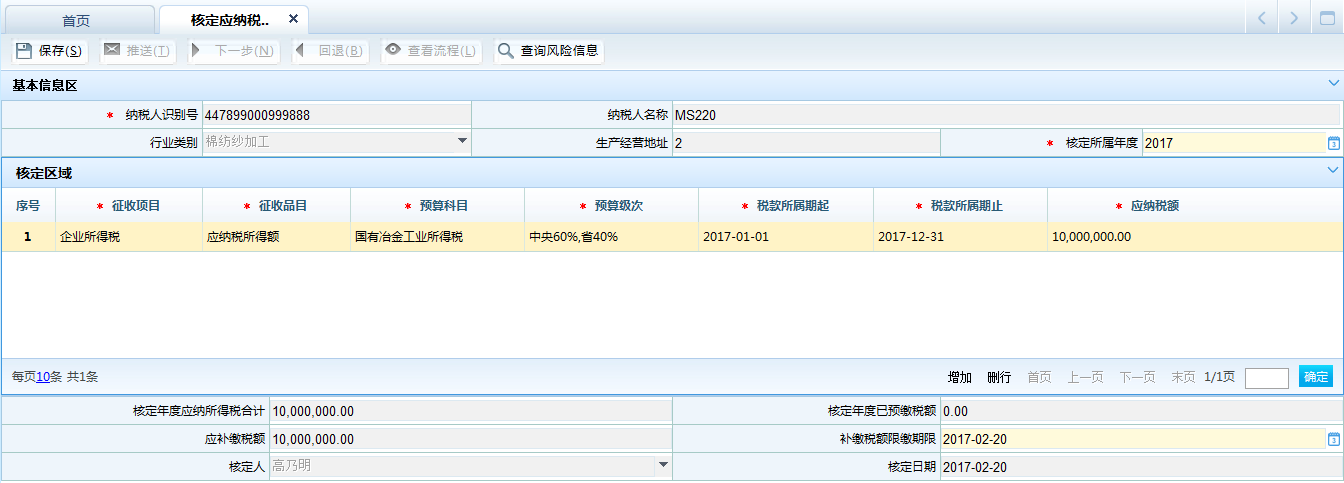 首页 核定应纳税..
保存(S) 推送(T) 下一步(N) 回退(B) 查看流程(L) 查询风险信息
基本信息区
* 纳税人识别号 447899000999888 纳税人名称 MS220
行业类别 棉纺纱加工 生产经营地址 2 * 核定所属年度 2017
核定区域
序号 * 征收项目 * 征收品目 * 预算科目 * 预算级次 * 税款所属期起 * 税款所属期止 * 应纳税额
1 企业所得税 应纳税所得额 国有冶金工业所得税 中央60%,省40% 2017-01-01 2017-12-31 10,000,000.00
每页10条 共1条 增加 删行 首页 上一页 下一页 末页 1/1页 确定
核定年度应纳所得税合计 10,000,000.00 核定年度已预缴税额 0.00
应补缴税额 10,000,000.00 补缴税额限缴期限 2017-02-20
核定人 高乃明 核定日期 2017-02-20